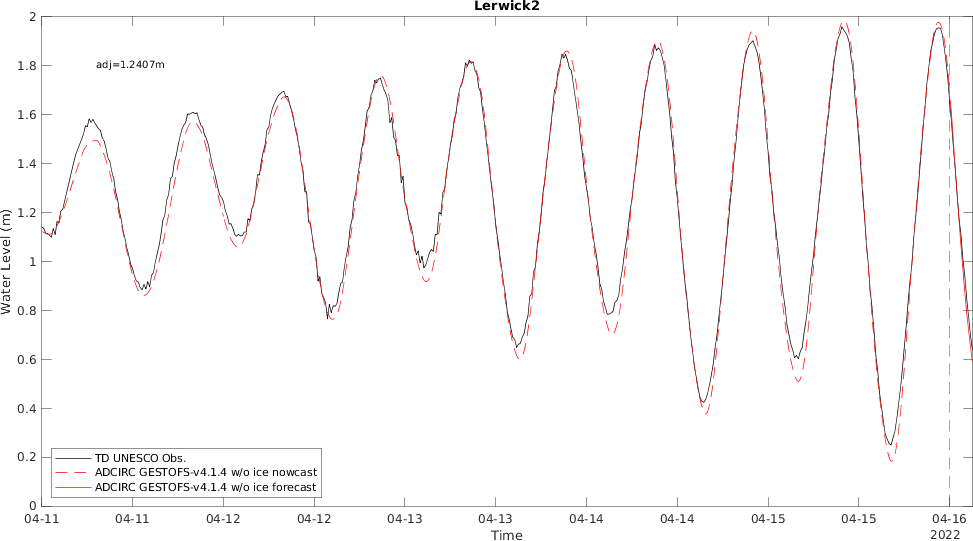 Lerwick2
adj=1.2407m
2
1.8
1.6
1.4
1.2
1
0.8
0.6
0.4
0.2
0
Water Level (m)
TD UNESCO Obs.
ADCIRC GESTOFS-v4.1.4 w/o ice nowcast
ADCIRC GESTOFS-v4.1.4 w/o ice forecast
04-11 04-11 04-12 04-12 04-13 04-13 04-14 04-14 04-15 04-15 04-16
Time
2022